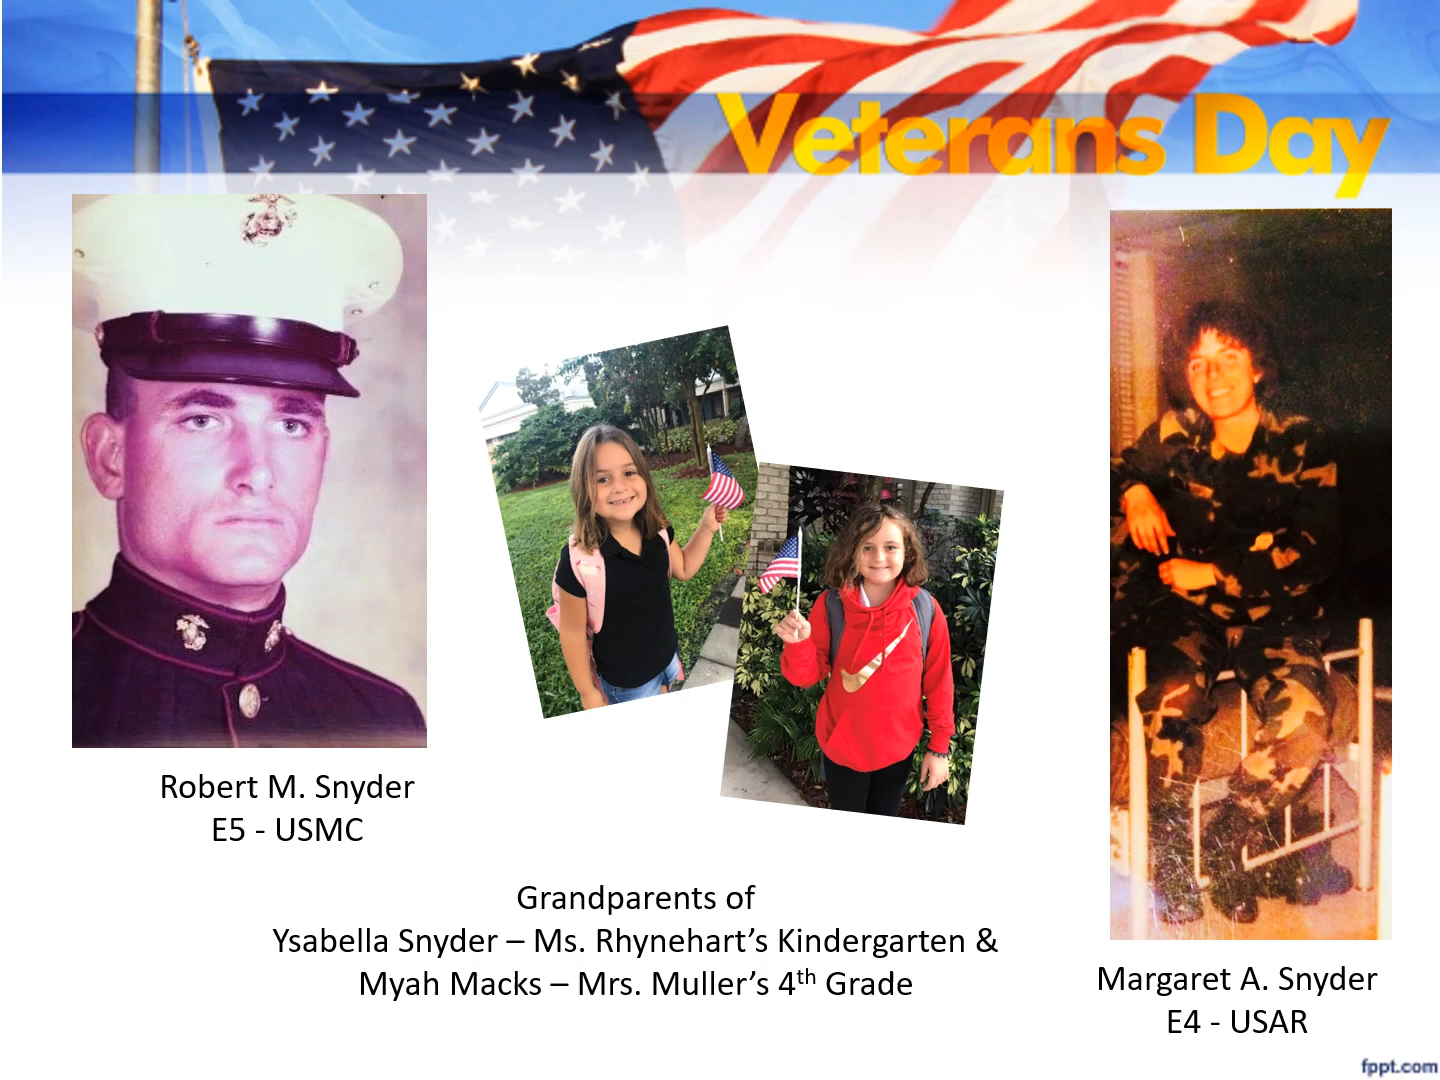 Veterans Day
Robert M. Snyder
E5 - USMC
Grandparents of
Ysabella Snyder – Ms. Rhynehart’s Kindergarten &
Myah Macks – Mrs. Muller’s 4th Grade
Margaret A. Snyder
E4 - USAR
fppt.com